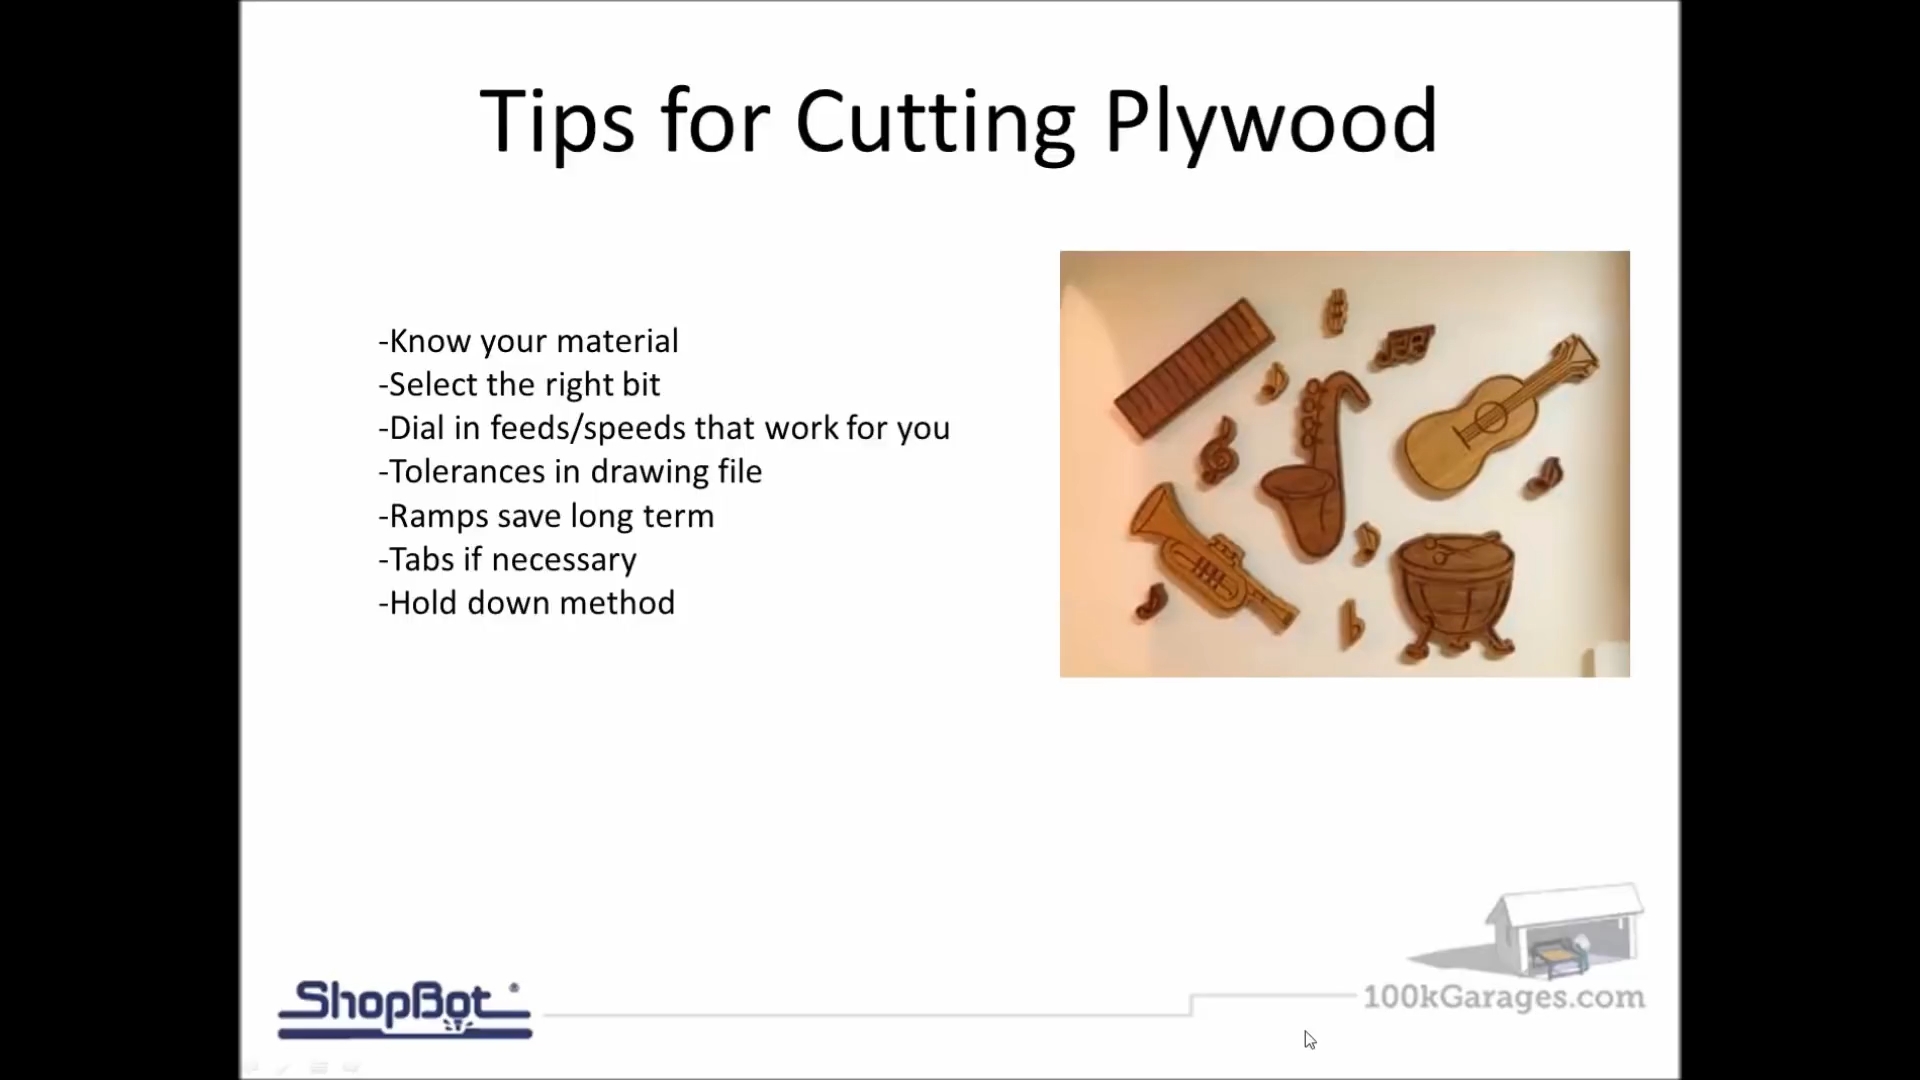 Tips for Cutting Plywood
-Know your material
-Select the right bit
-Dial in feeds/speeds that work for you
-Tolerances in drawing file
-Ramps save long term
-Tabs if necessary
-Hold down method
ShopBot®
100kGarages.com